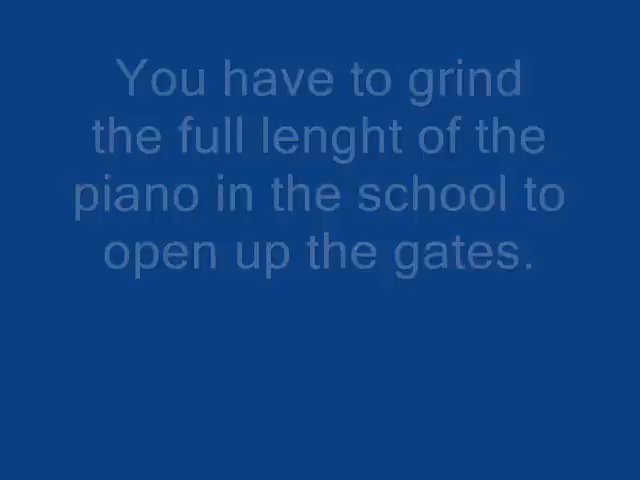 You have to grind
the full lenght of the
piano in the school to
open up the gates.